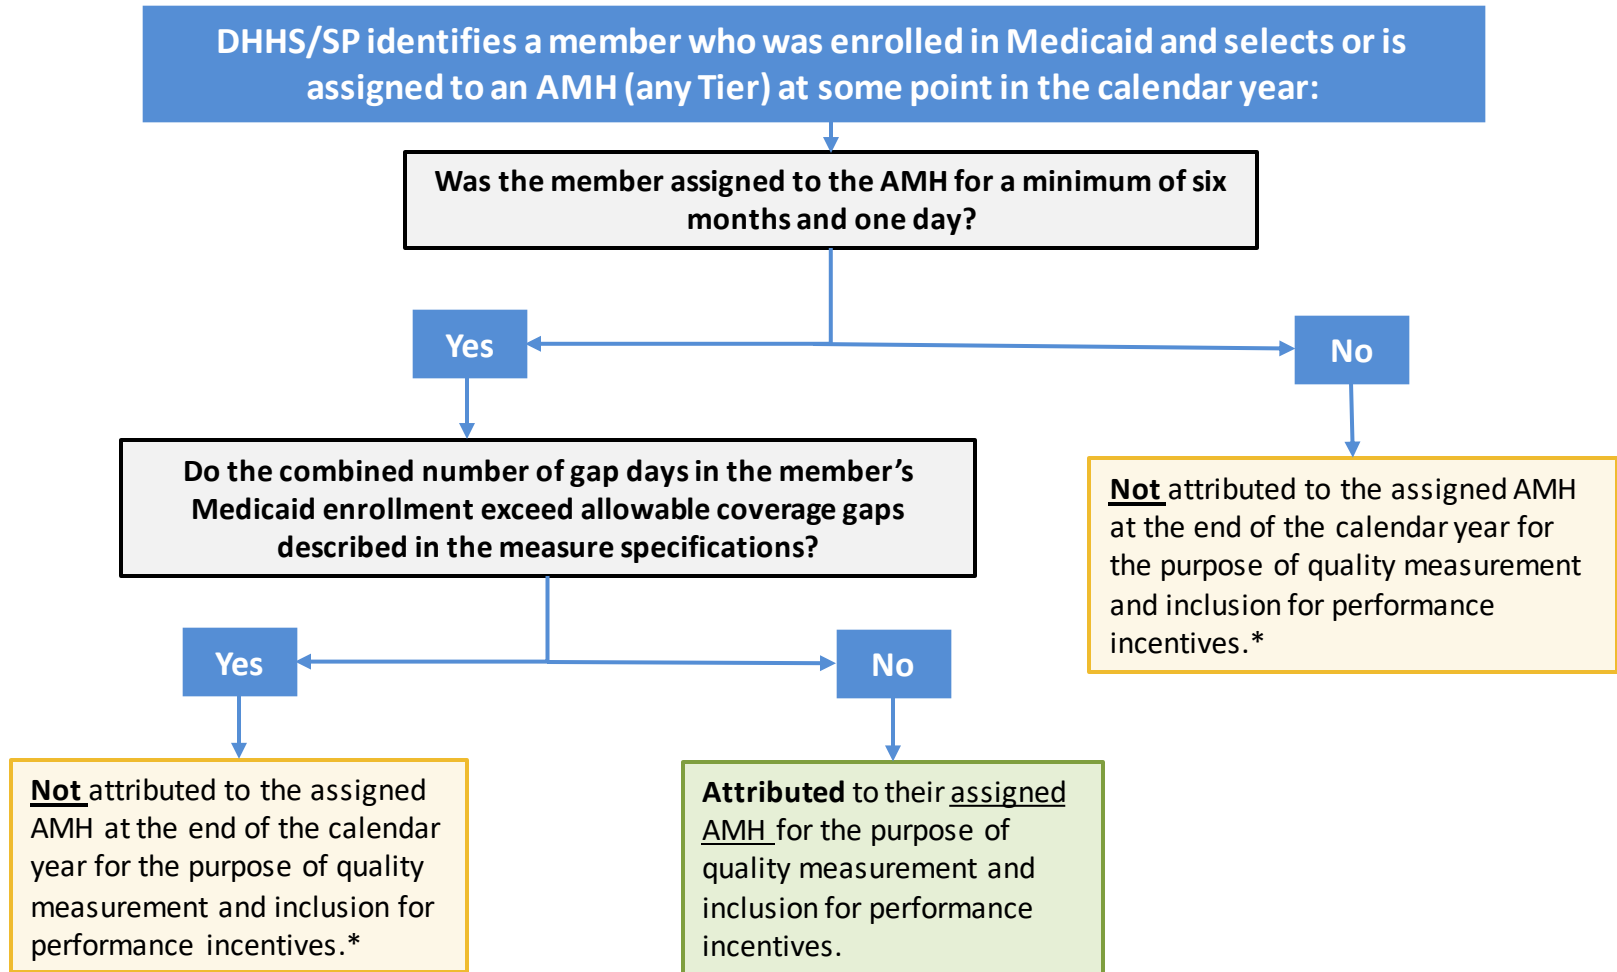 DHHS/SP identifies a member who was enrolled in Medicaid and selects or is
assigned to an AMH (any Tier) at some point in the calendar year:
Was the member assigned to the AMH for a minimum of six
months and one day?
Yes
No
Do the combined number of gap days in the member’s
Medicaid enrollment exceed allowable coverage gaps
described in the measure specifications?
Not attributed to the assigned AMH
at the end of the calendar year for
the purpose of quality measurement
and inclusion for performance
incentives.*
Yes
No
Not attributed to the assigned
AMH at the end of the calendar
year for the purpose of quality
measurement and inclusion for
performance incentives.*
Attributed to their assigned
AMH for the purpose of
quality measurement and
inclusion for performance
incentives.